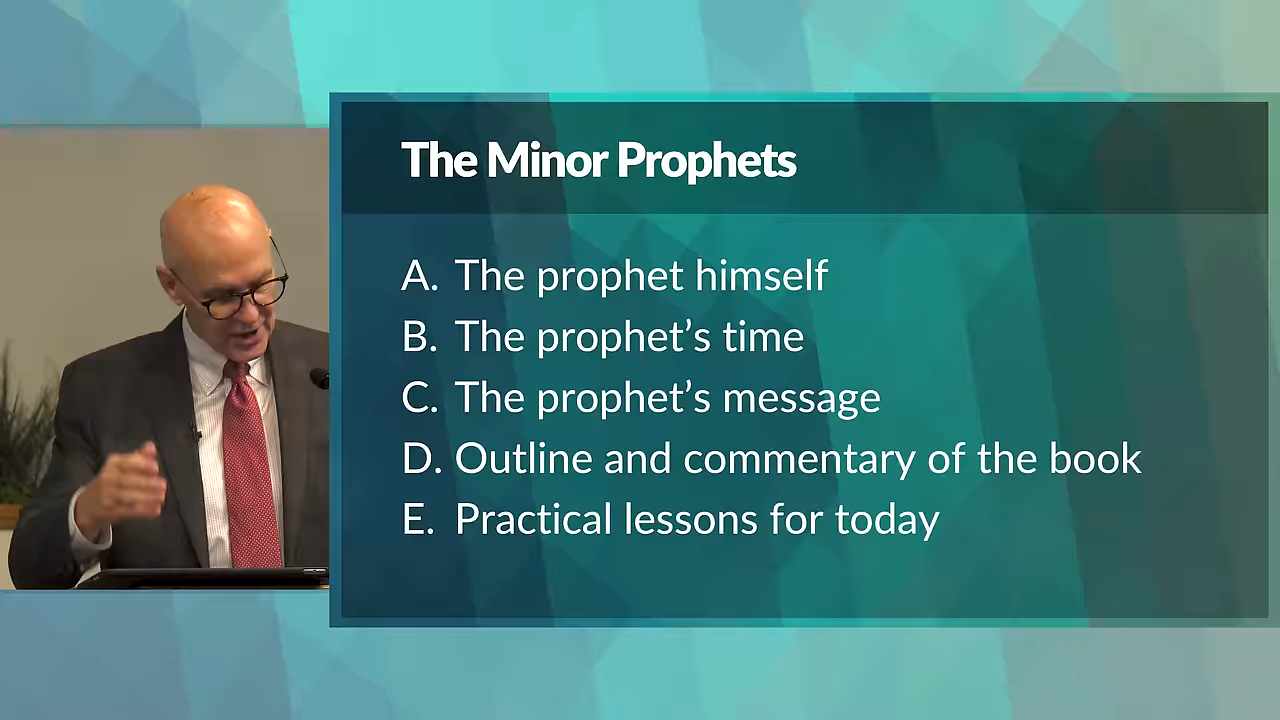 The Minor Prophets
A. The prophet himself
B. The prophet’s time
C. The prophet’s message
D. Outline and commentary of the book
E. Practical lessons for today